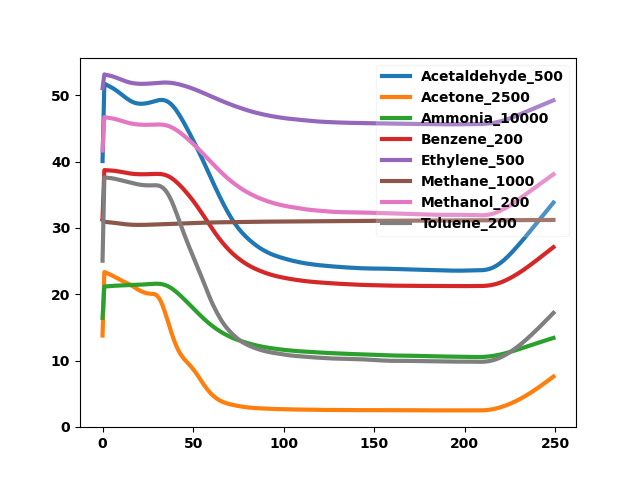 50
40
30
20
10
0
0 50 100 150 200 250
Acetaldehyde_500
Acetone_2500
Ammonia_10000
Benzene_200
Ethylene_500
Methane_1000
Methanol_200
Toluene_200